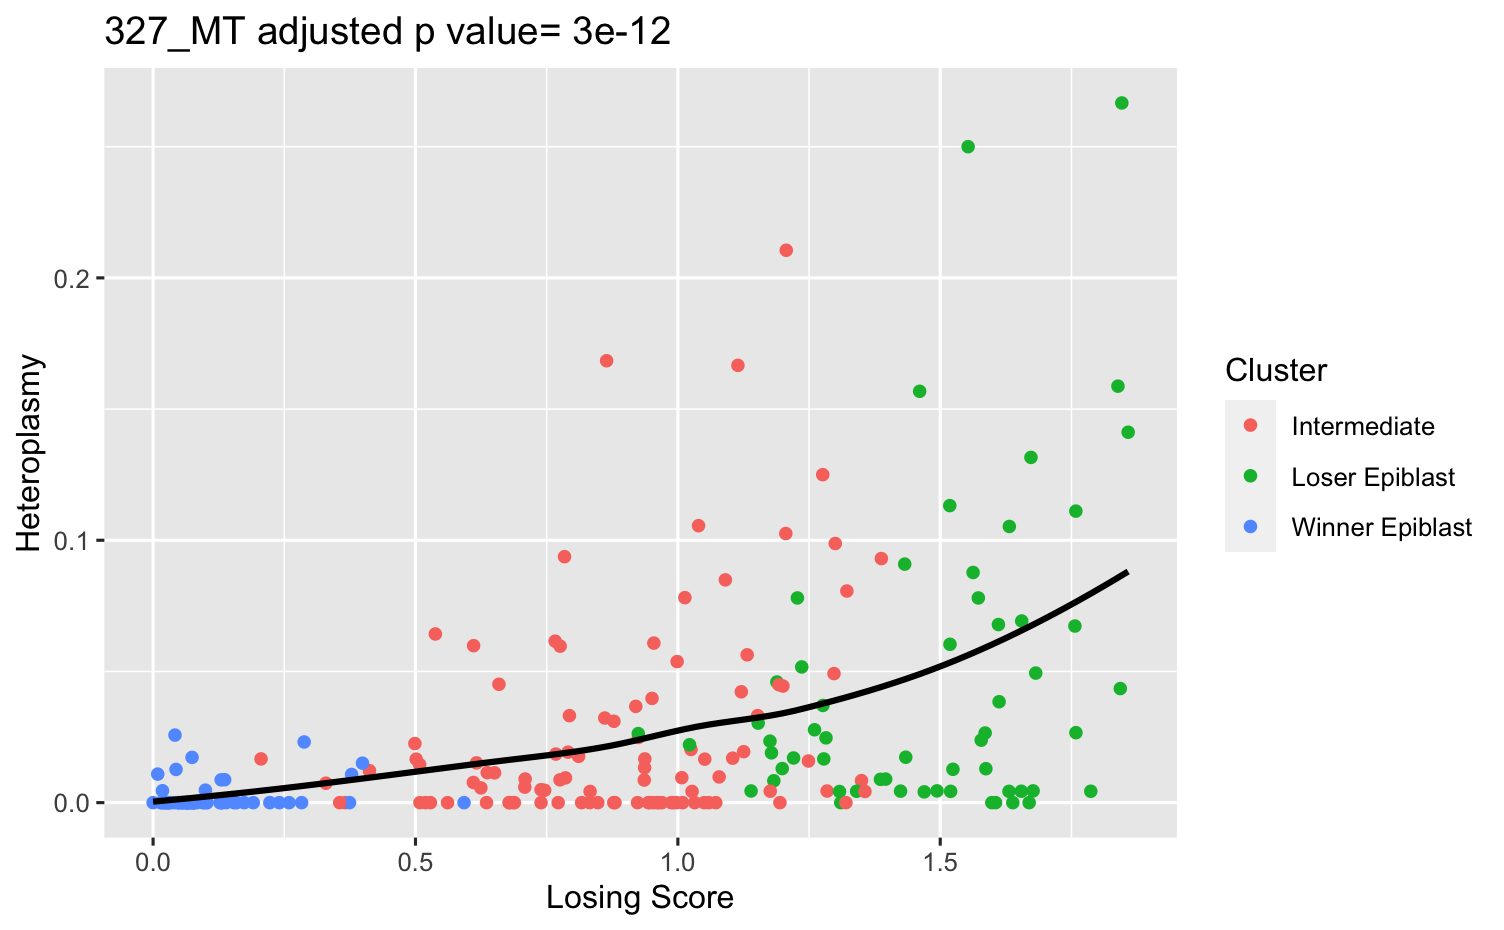 327_MT adjusted p value= 3e-12
Heteroplasmy
0.2
0.1
0.0
0.0
0.5
1.0
1.5
Losing Score
Cluster
Intermediate
Loser Epiblast
Winner Epiblast